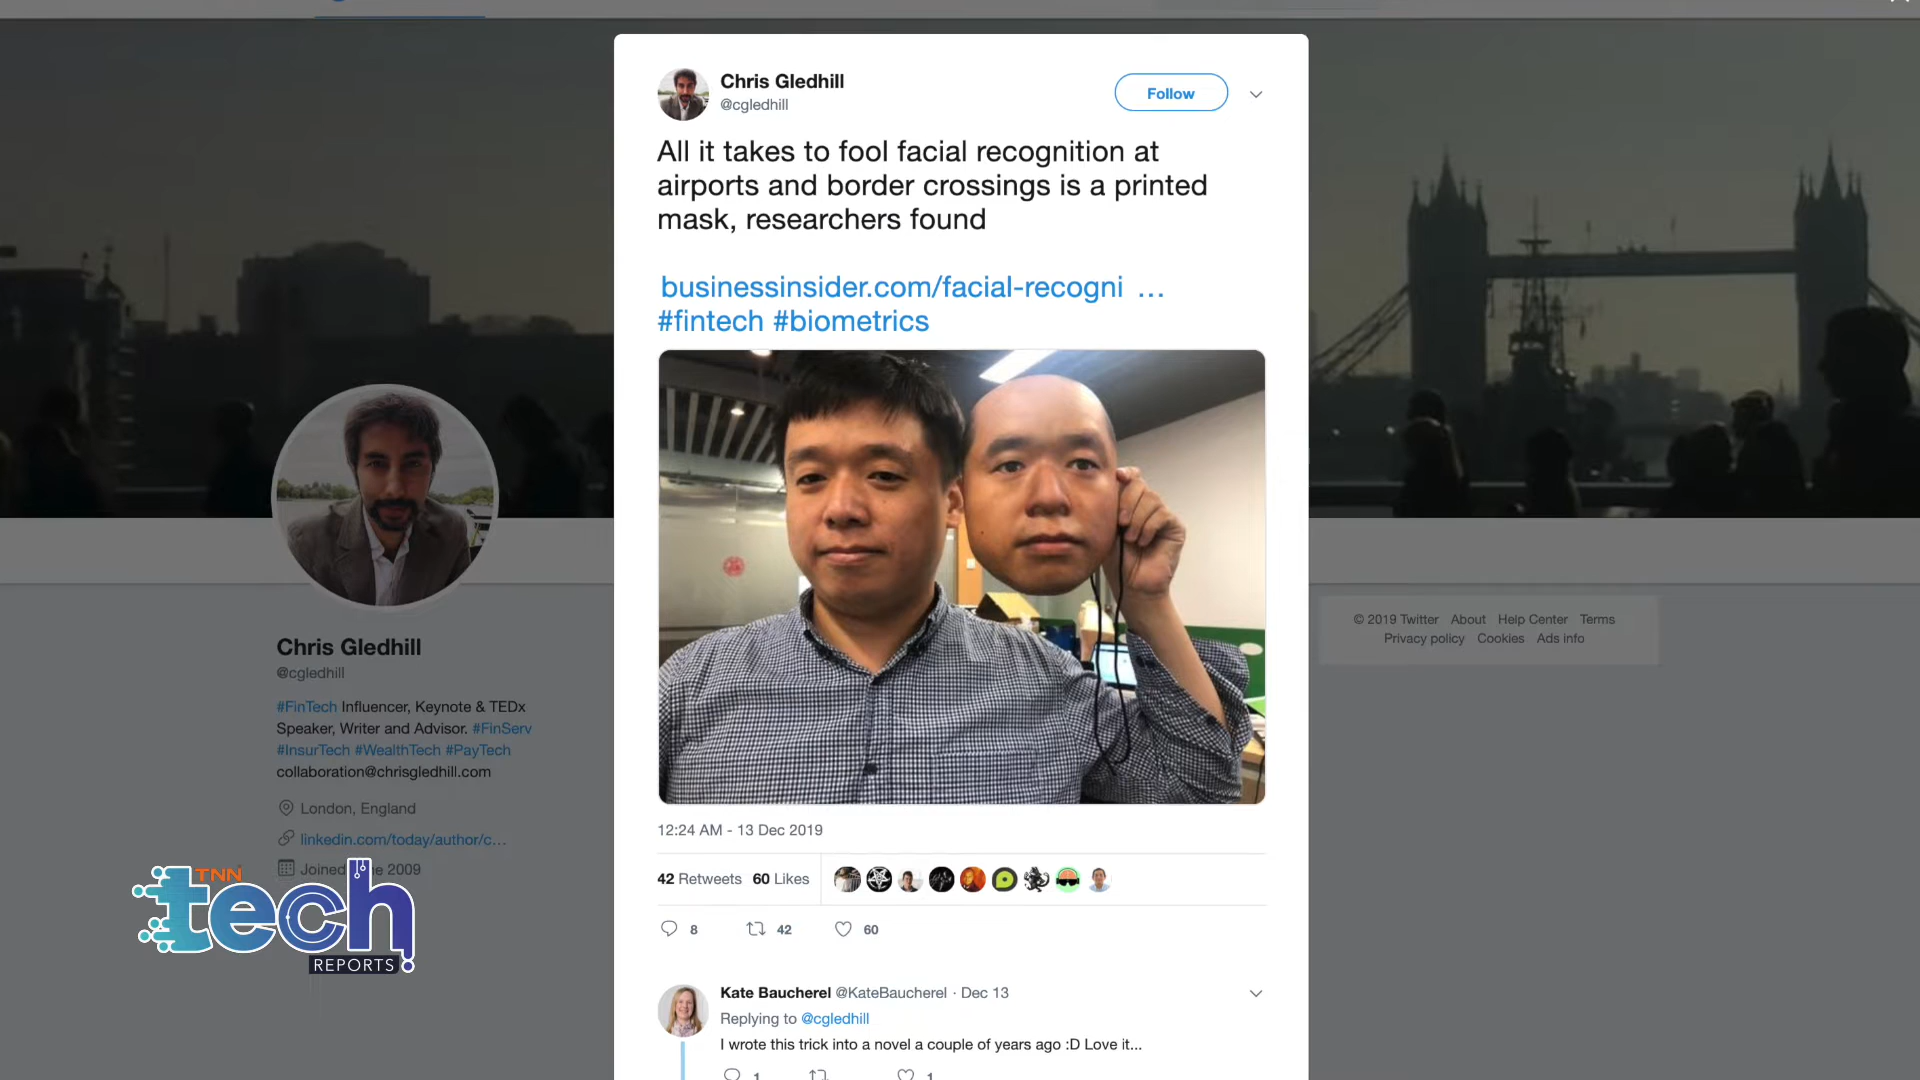 Chris Gledhill
@cgledhill
Follow
All it takes to fool facial recognition at
airports and border crossings is a printed
mask, researchers found
businessinsider.com/facial-recogni …
#fintech #biometrics
12:24 AM - 13 Dec 2019
42 Retweets 60 Likes
8 42 60
Kate Baucherel @KateBaucherel · Dec 13
Replying to @cgledhill
I wrote this trick into a novel a couple of years ago :D Love it...
1 1
Chris Gledhill
@cgledhill
#FinTech Influencer, Keynote & TEDx
Speaker, Writer and Advisor. #FinServ
#InsurTech #WealthTech #PayTech
collaboration@chrisgledhill.com
London, England
linkedin.com/today/author/c...
Joined 2009
TNN
tech
REPORTS
© 2019 Twitter About Help Center Terms
Privacy policy Cookies Ads info